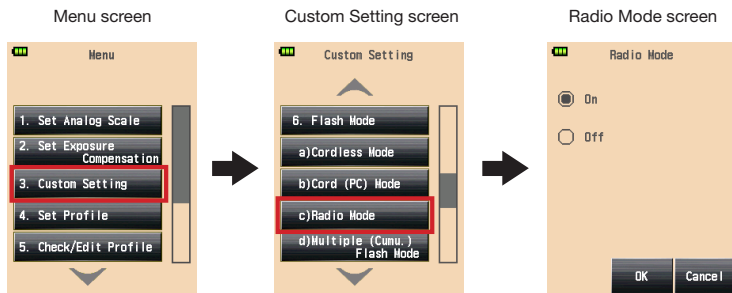 Menu screen
Menu
1. Set Analog Scale
2. Set Exposure
Compensation
3. Custom Setting
4. Set Profile
5. Check/Edit Profile
Custom Setting screen
Custom Setting
6. Flash Mode
a)Cordless Mode
b)Cord (PC) Mode
c)Radio Mode
d)Multiple (Cumu.)
Flash Mode
Radio Mode screen
Radio Mode
On
Off
OK
Cancel